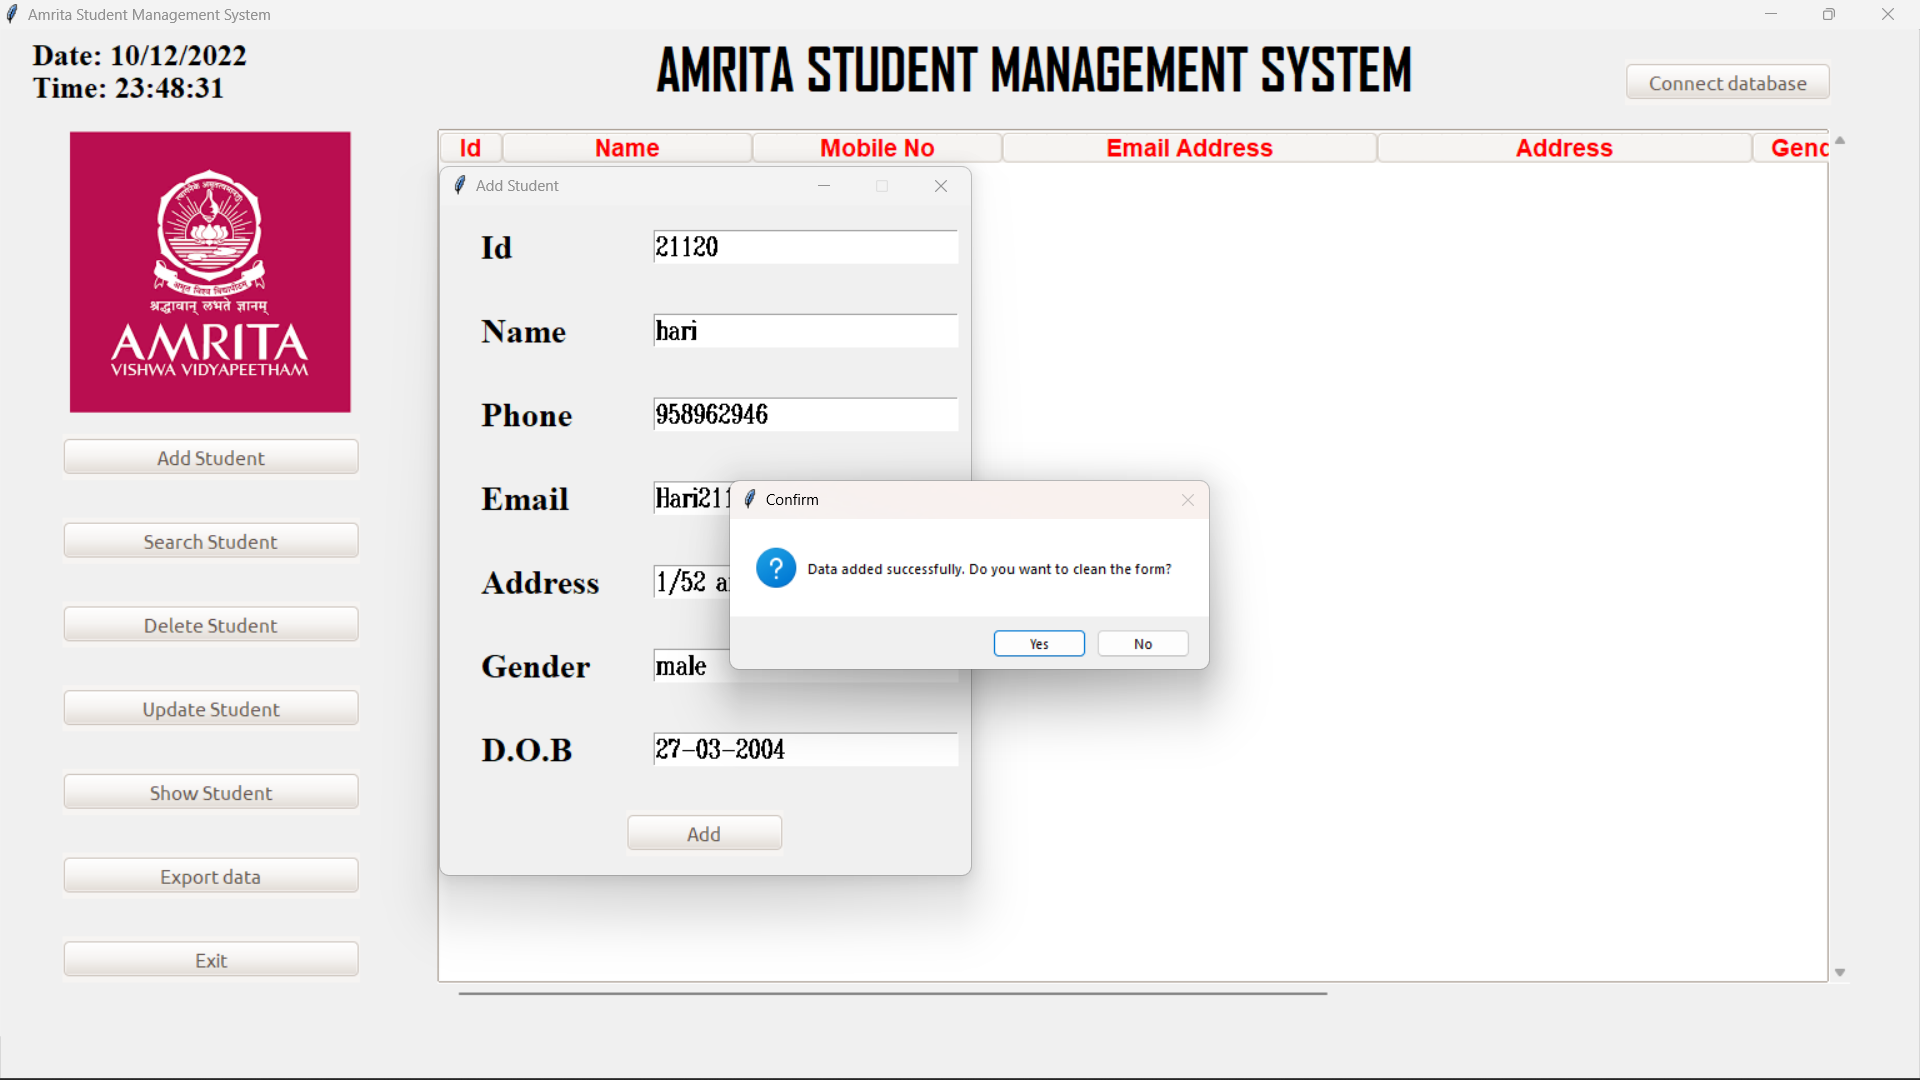 Amrita Student Management System
Date: 10/12/2022
Time: 23:48:31
AMRITA STUDENT MANAGEMENT SYSTEM
Connect database
श्रद्धावान् लभते ज्ञानम्
AMRITA
VISHWA VIDYAPEETHAM
Add Student
Search Student
Delete Student
Update Student
Show Student
Export data
Exit
Id Name Mobile No Email Address Address Gend
Add Student
Id 21120
Name hari
Phone 958962946
Email Hari211
Address 1/52 a
Gender male
D.O.B 27-03-2004
Add
Confirm
Data added successfully. Do you want to clean the form?
Yes No